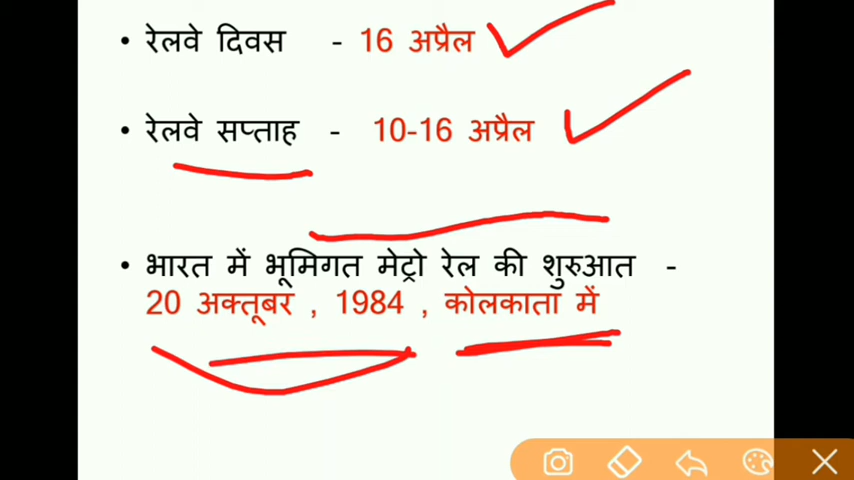 • रेलवे दिवस - 16 अप्रैल
• रेलवे सप्ताह - 10-16 अप्रैल
• भारत में भूमिगत मेट्रो रेल की शुरुआत -
20 अक्तूबर , 1984 , कोलकाता में